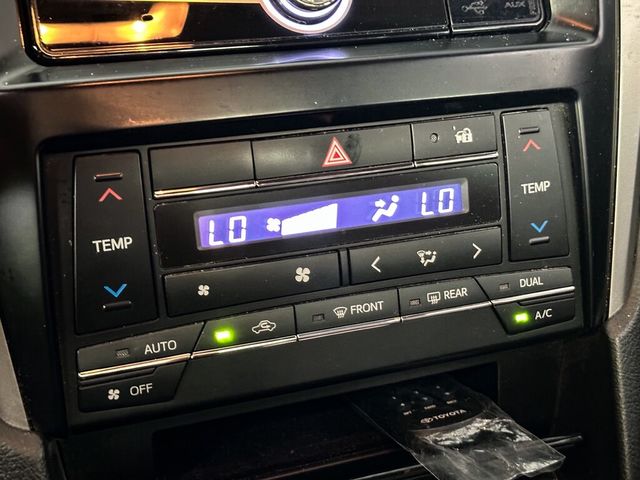 AUX
TEMP
LO
LO
TEMP
AUTO
FRONT
REAR
DUAL
OFF
A/C
TOYOTA